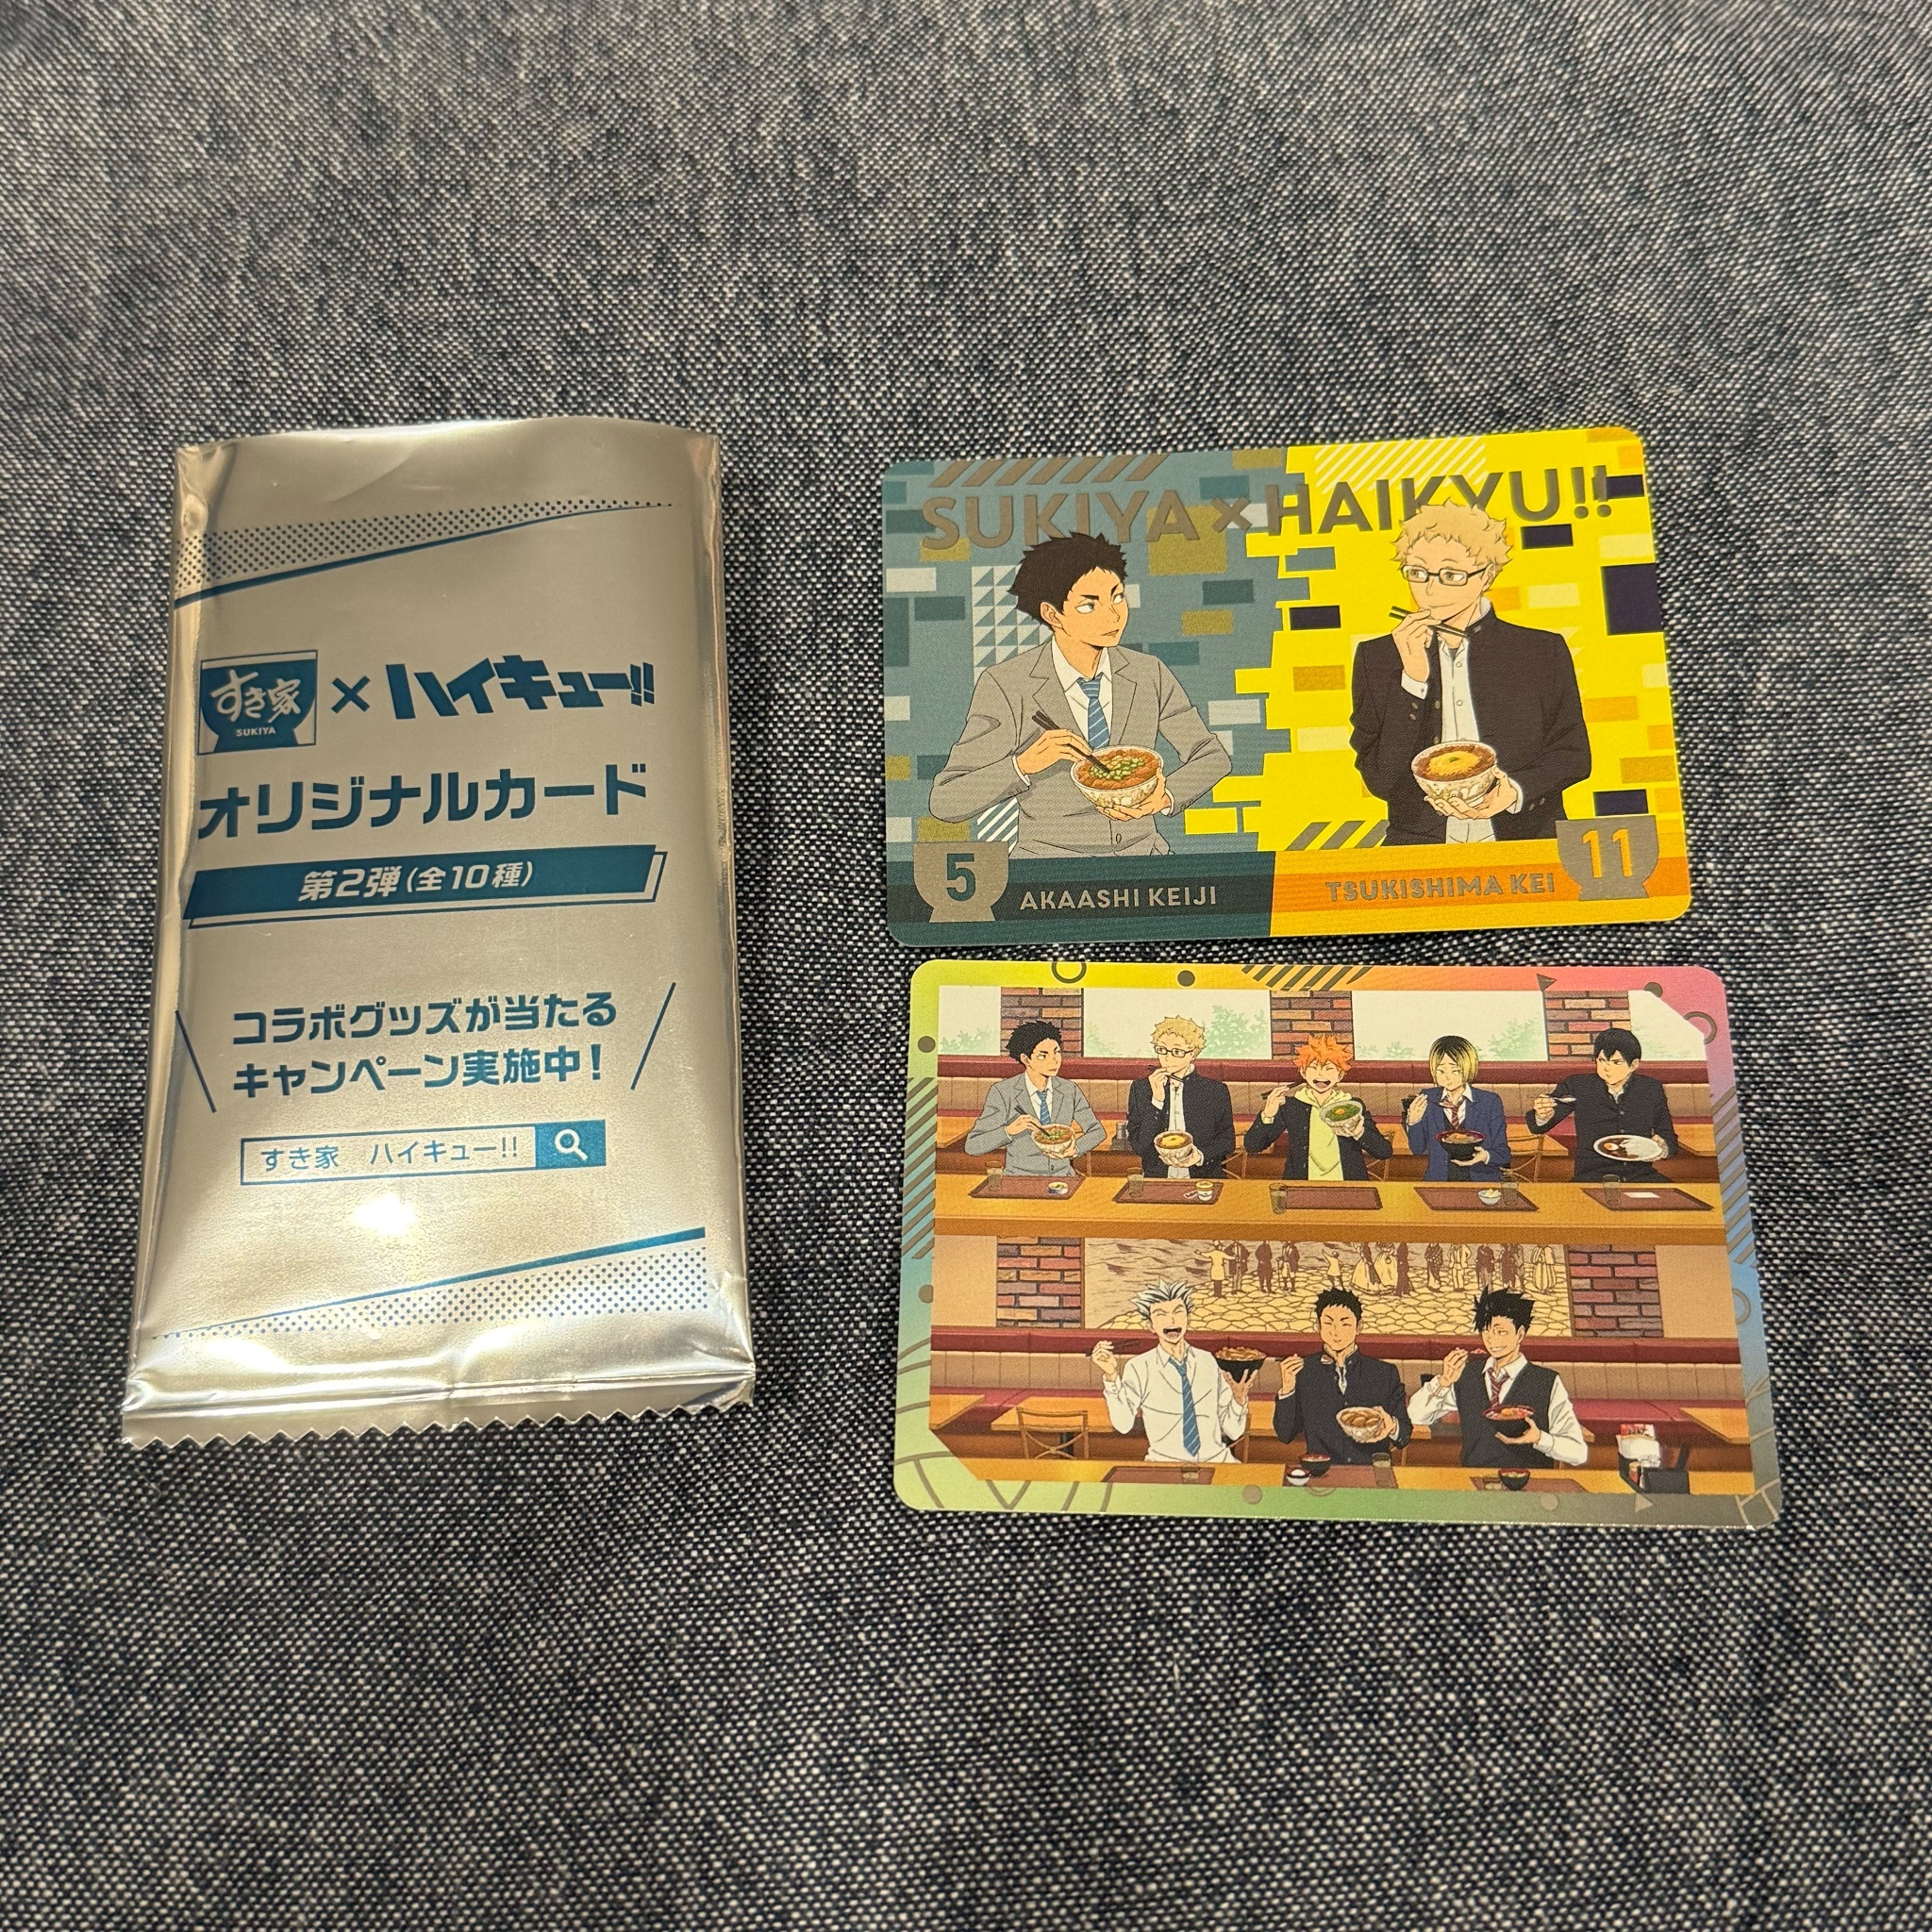 すき家
SUKIYA
× ハイキュー!!
オリジナルカード
第2弾(全10種)
コラボグッズが当たる
キャンペーン実施中!
すき家 ハイキュー!!
SUKIYA×HAIKYU!!
5
AKAASHI KEIJI
TSUKISHIMA KEI
11